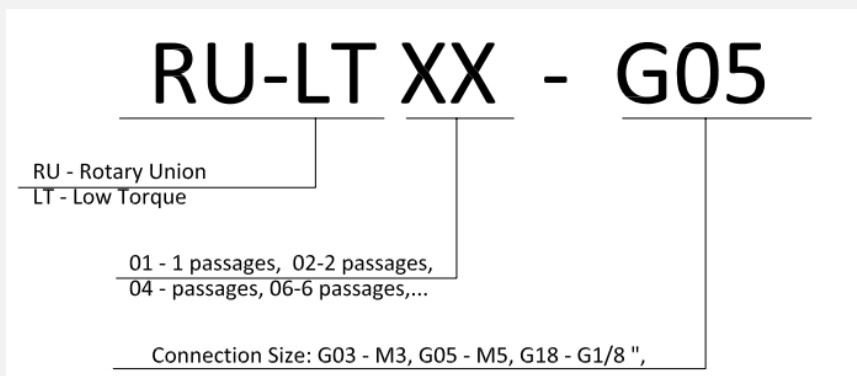 RU-LT XX - G05
RU - Rotary Union
LT - Low Torque
01 - 1 passages, 02-2 passages,
04 - passages, 06-6 passages,...
Connection Size: G03 - M3, G05 - M5, G18 - G1/8 ",